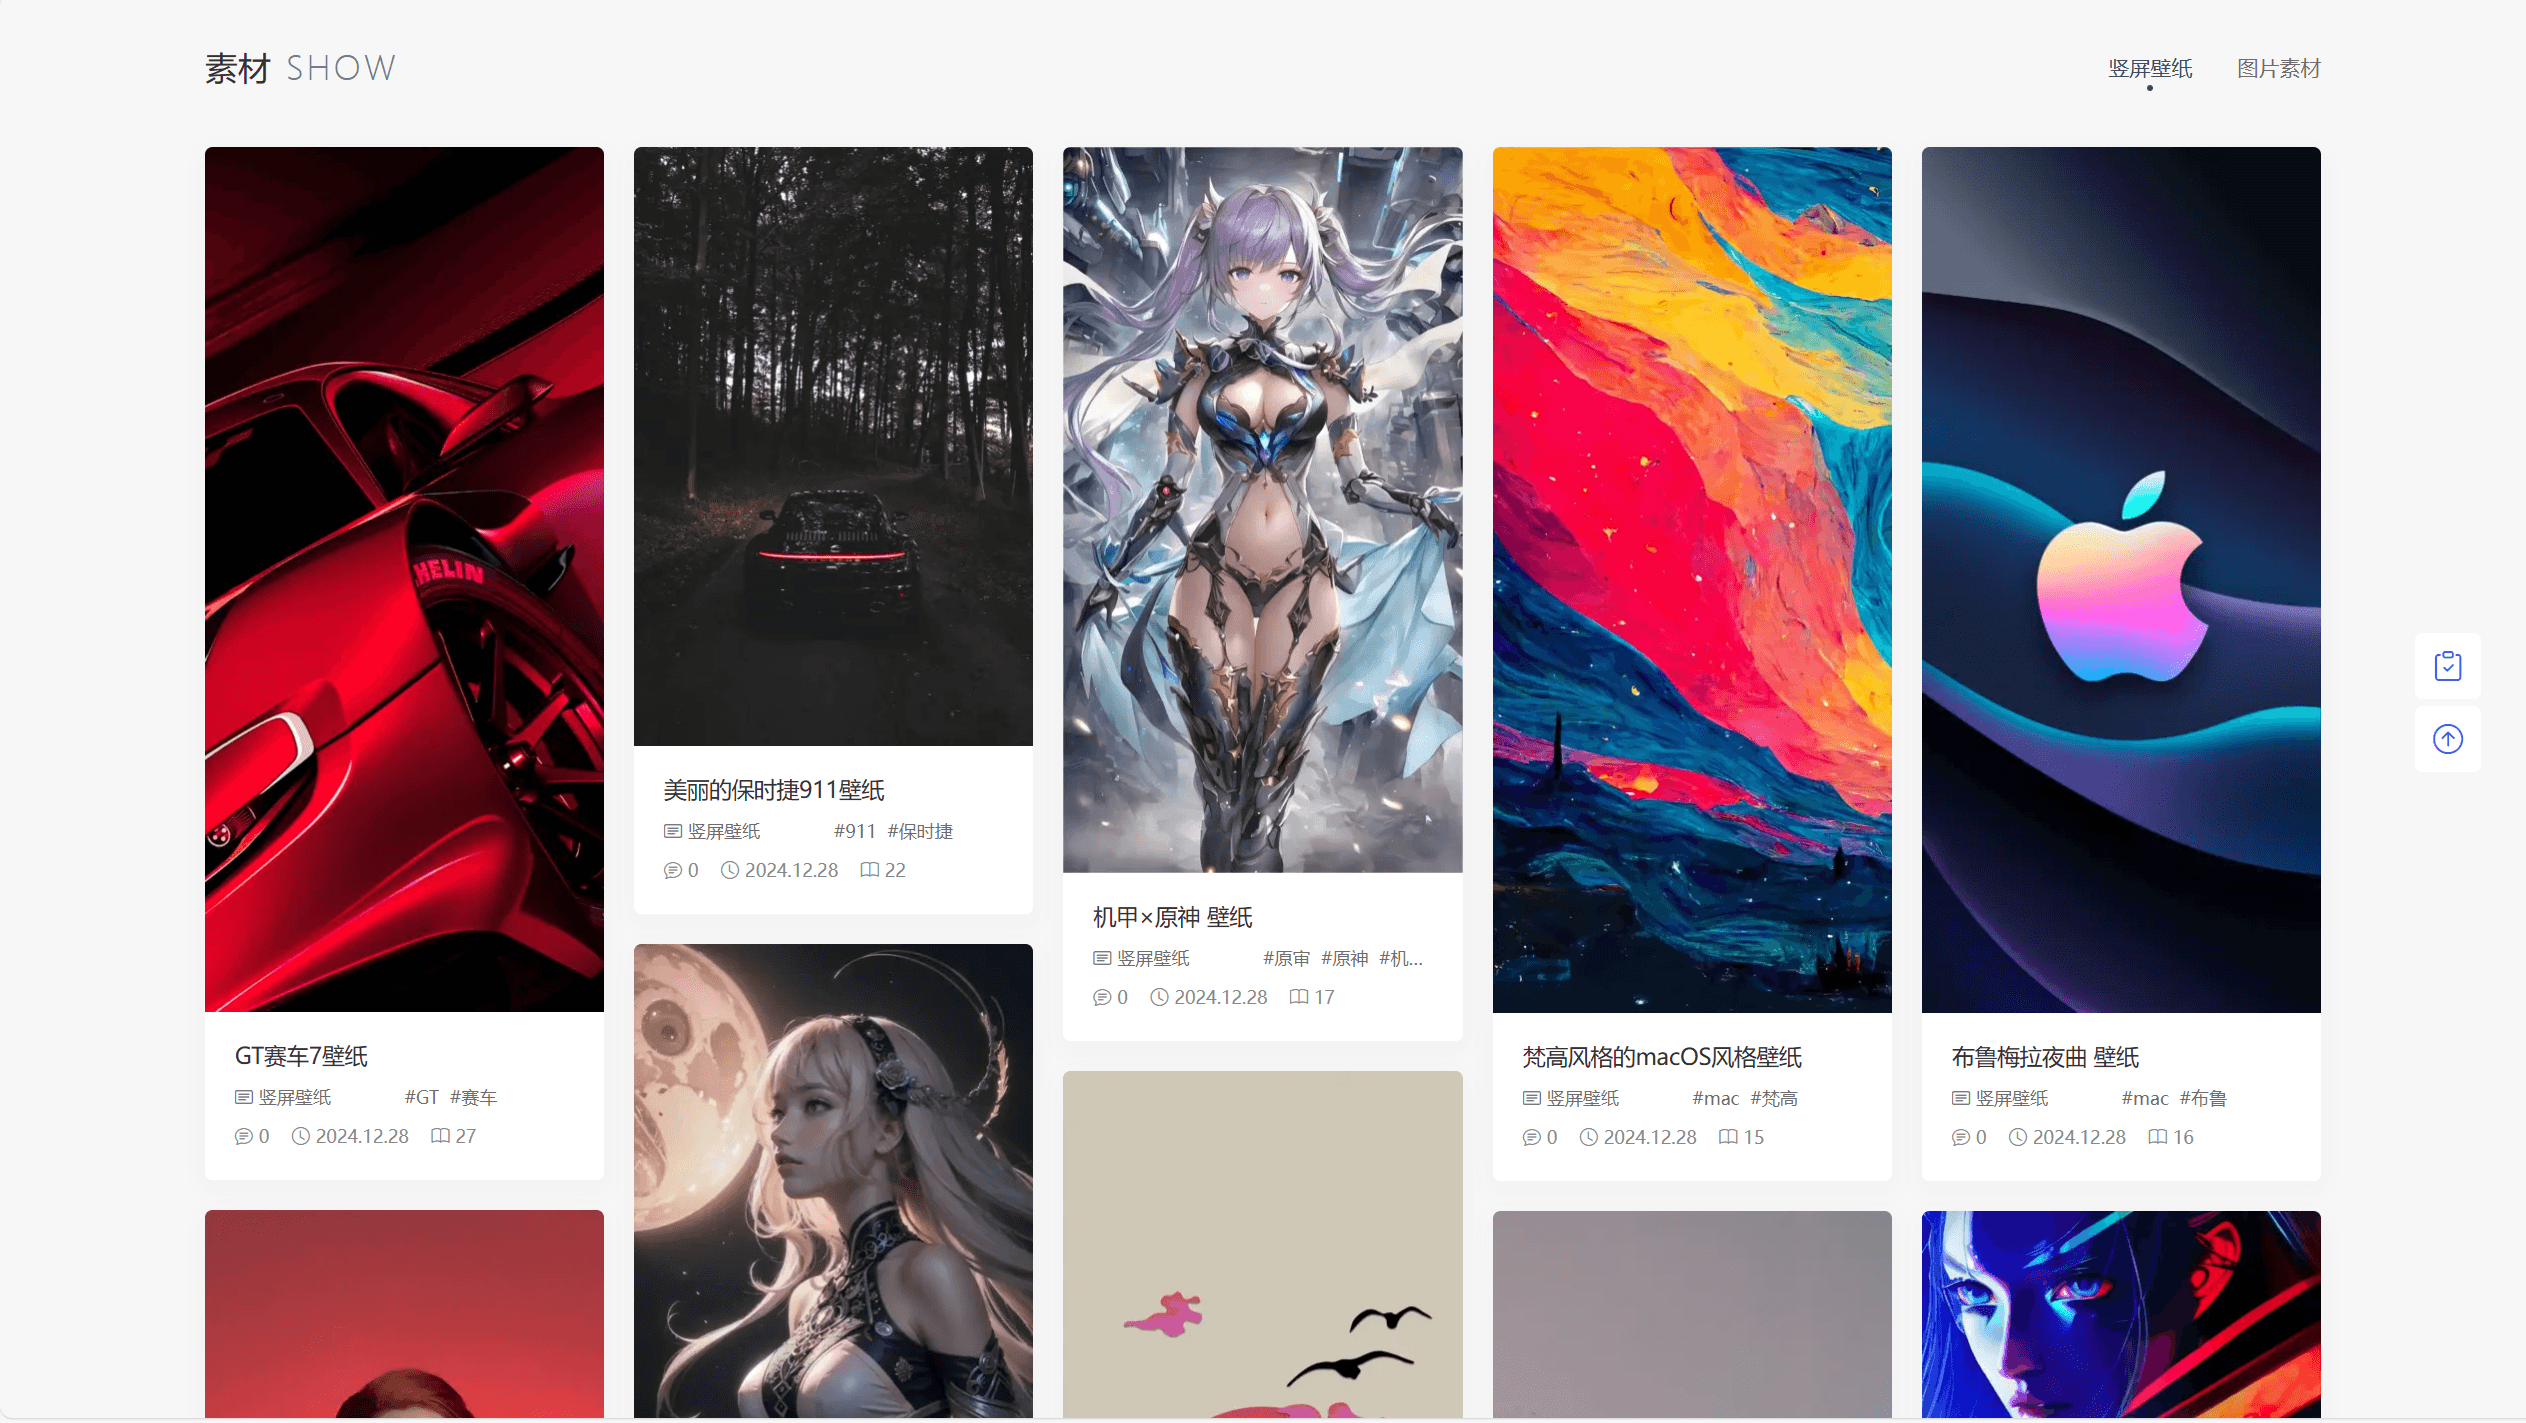 素材 SHOW
竖屏壁纸 图片素材
HELIN
GT赛车7壁纸
竖屏壁纸 #GT #赛车
0 2024.12.28 27
美丽的保时捷911壁纸
竖屏壁纸 #911 #保时捷
0 2024.12.28 22
机甲×原神 壁纸
竖屏壁纸 #原审 #原神 #机...
0 2024.12.28 17
梵高风格的macOS风格壁纸
竖屏壁纸 #mac #梵高
0 2024.12.28 15
布鲁梅拉夜曲 壁纸
竖屏壁纸 #mac #布鲁
0 2024.12.28 16